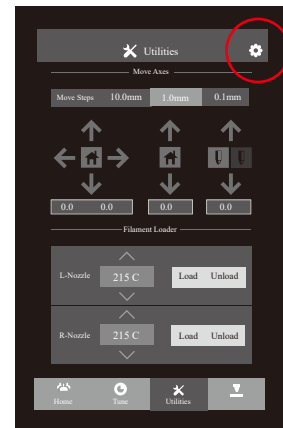 Utilities
Move Axes
Move Steps 10.0mm 1.0mm 0.1mm
0.0 0.0 0.0 0.0
Filament Loader
L-Nozzle 215 C Load Unload
R-Nozzle 215 C Load Unload
Home Tune Utilities